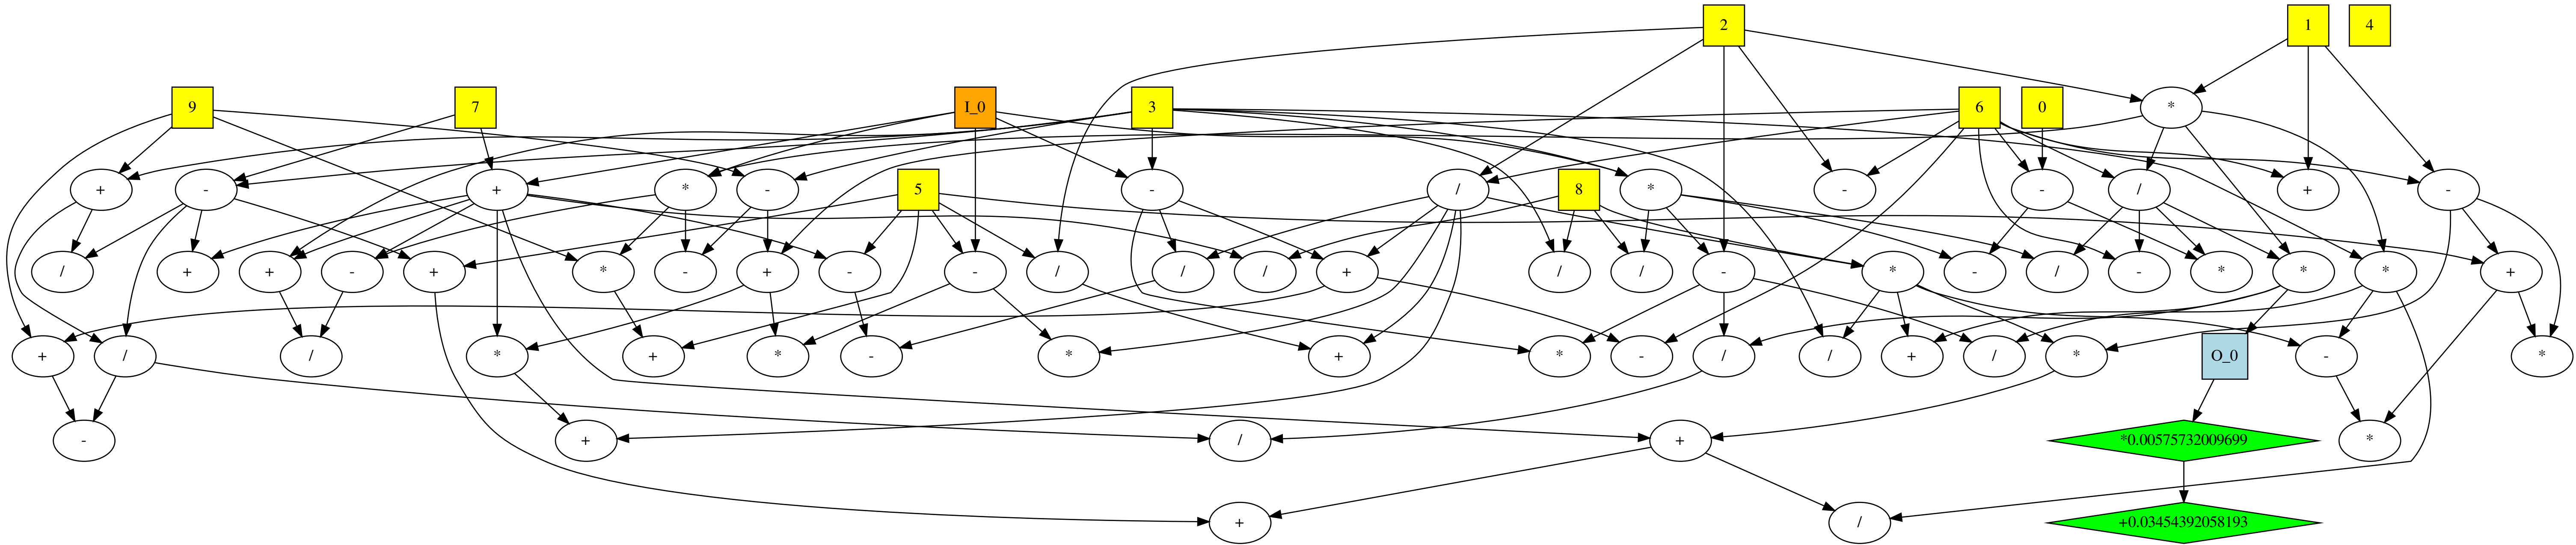 2 1 4
9 7 I_0 3 6 0 *
+ - + * - 5 - / 8 * - - / + -
/ + + - + * - + - - / / / + / / - * - / - * * * +
+ / / * + * - * + * - / / + / * O_0 - *
- + / + *0.00575732009699 *
+ / +0.03454392058193